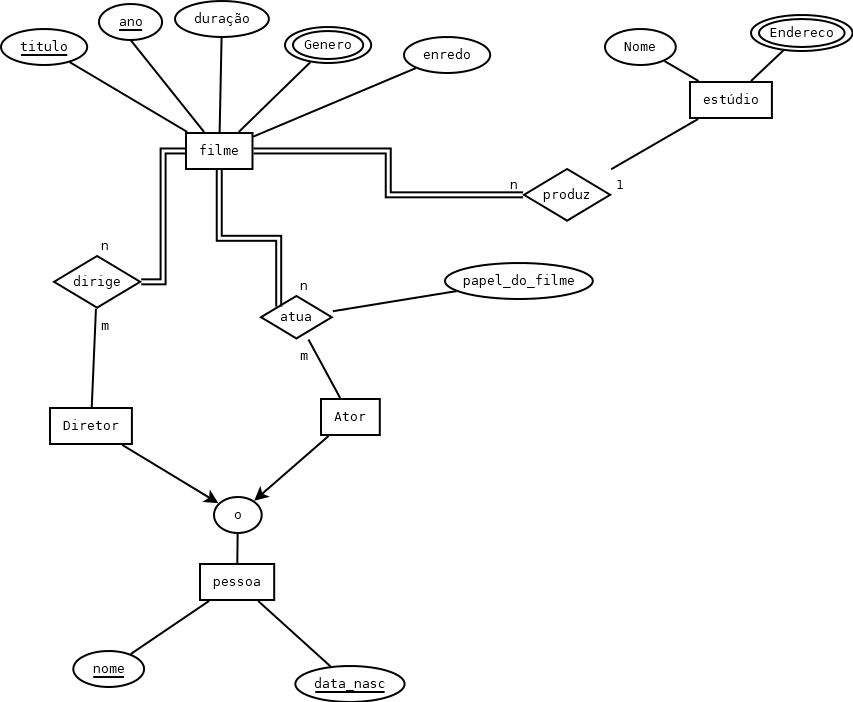 titulo
ano
duração
Genero
enredo
Nome
Endereco
estúdio
filme
n
produz
1
n
dirige
m
n
atua
papel_do_filme
m
Diretor
Ator
o
pessoa
nome
data_nasc